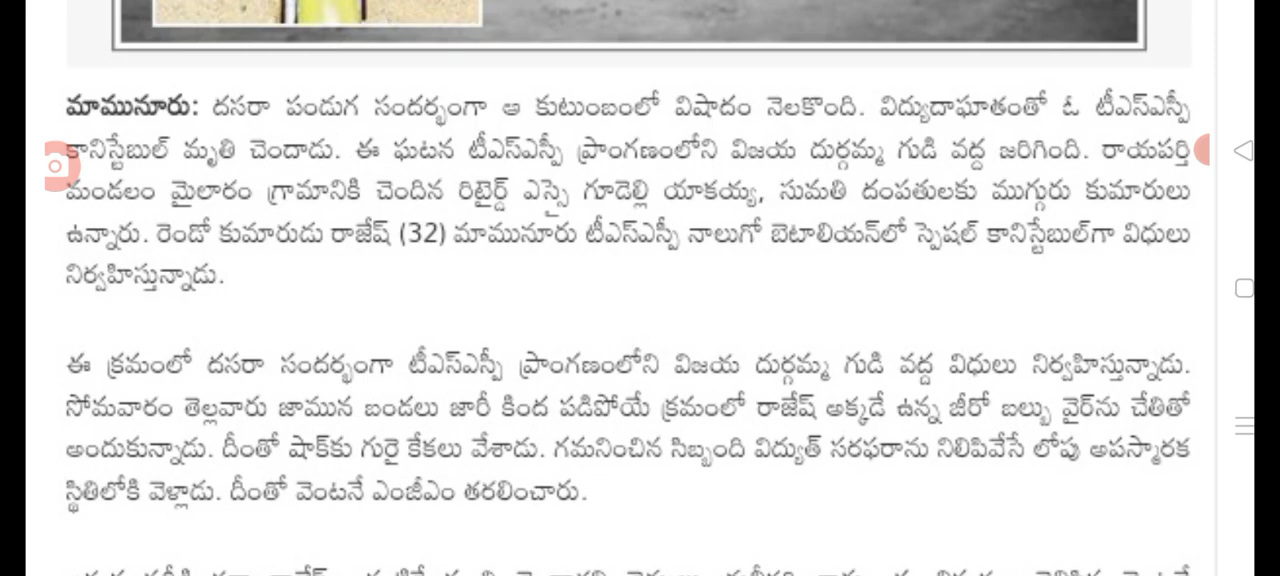 మామునూరు: దసరా పండుగ సందర్భంగా ఆ కుటుంబంలో విషాదం నెలకొంది. విద్యుదాఘాతంతో ఓ టీఎస్ఎస్పీ
కానిస్టేబుల్ మృతి చెందాడు. ఈ ఘటన టీఎస్ఎస్పీ ప్రాంగణంలోని విజయ దుర్గమ్మ గుడి వద్ద జరిగింది. రాయపర్తి
మండలం మైలారం గ్రామానికి చెందిన రిటైర్డ్ ఎస్సై గూడెల్లి యాకయ్య, సుమతి దంపతులకు ముగ్గురు కుమారులు
ఉన్నారు. రెండో కుమారుడు రాజేష్ (32) మామునూరు టీఎస్ఎస్పీ నాలుగో బెటాలియన్‌లో స్పెషల్ కానిస్టేబుల్‌గా విధులు
నిర్వహిస్తున్నాడు.
ఈ క్రమంలో దసరా సందర్భంగా టీఎస్ఎస్పీ ప్రాంగణంలోని విజయ దుర్గమ్మ గుడి వద్ద విధులు నిర్వహిస్తున్నాడు.
సోమవారం తెల్లవారు జామున బండలు జారీ కింద పడిపోయే క్రమంలో రాజేష్ అక్కడే ఉన్న జీరో బల్బు వైర్‌ను చేతితో
అందుకున్నాడు. దీంతో షాక్‌కు గురై కేకలు వేశాడు. గమనించిన సిబ్బంది విద్యుత్ సరఫరాను నిలిపివేసే లోపు అపస్మారక
స్థితిలోకి వెళ్లాడు. దీంతో వెంటనే ఎంజీఎం తరలించారు.